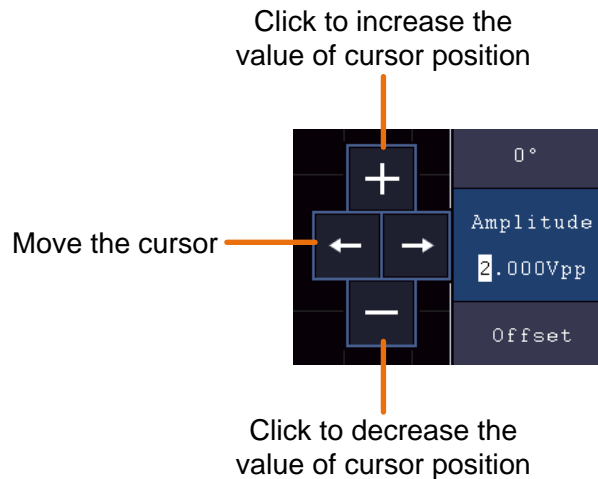 Click to increase the
value of cursor position
0°
Amplitude
Move the cursor
2.000Vpp
Offset
Click to decrease the
value of cursor position